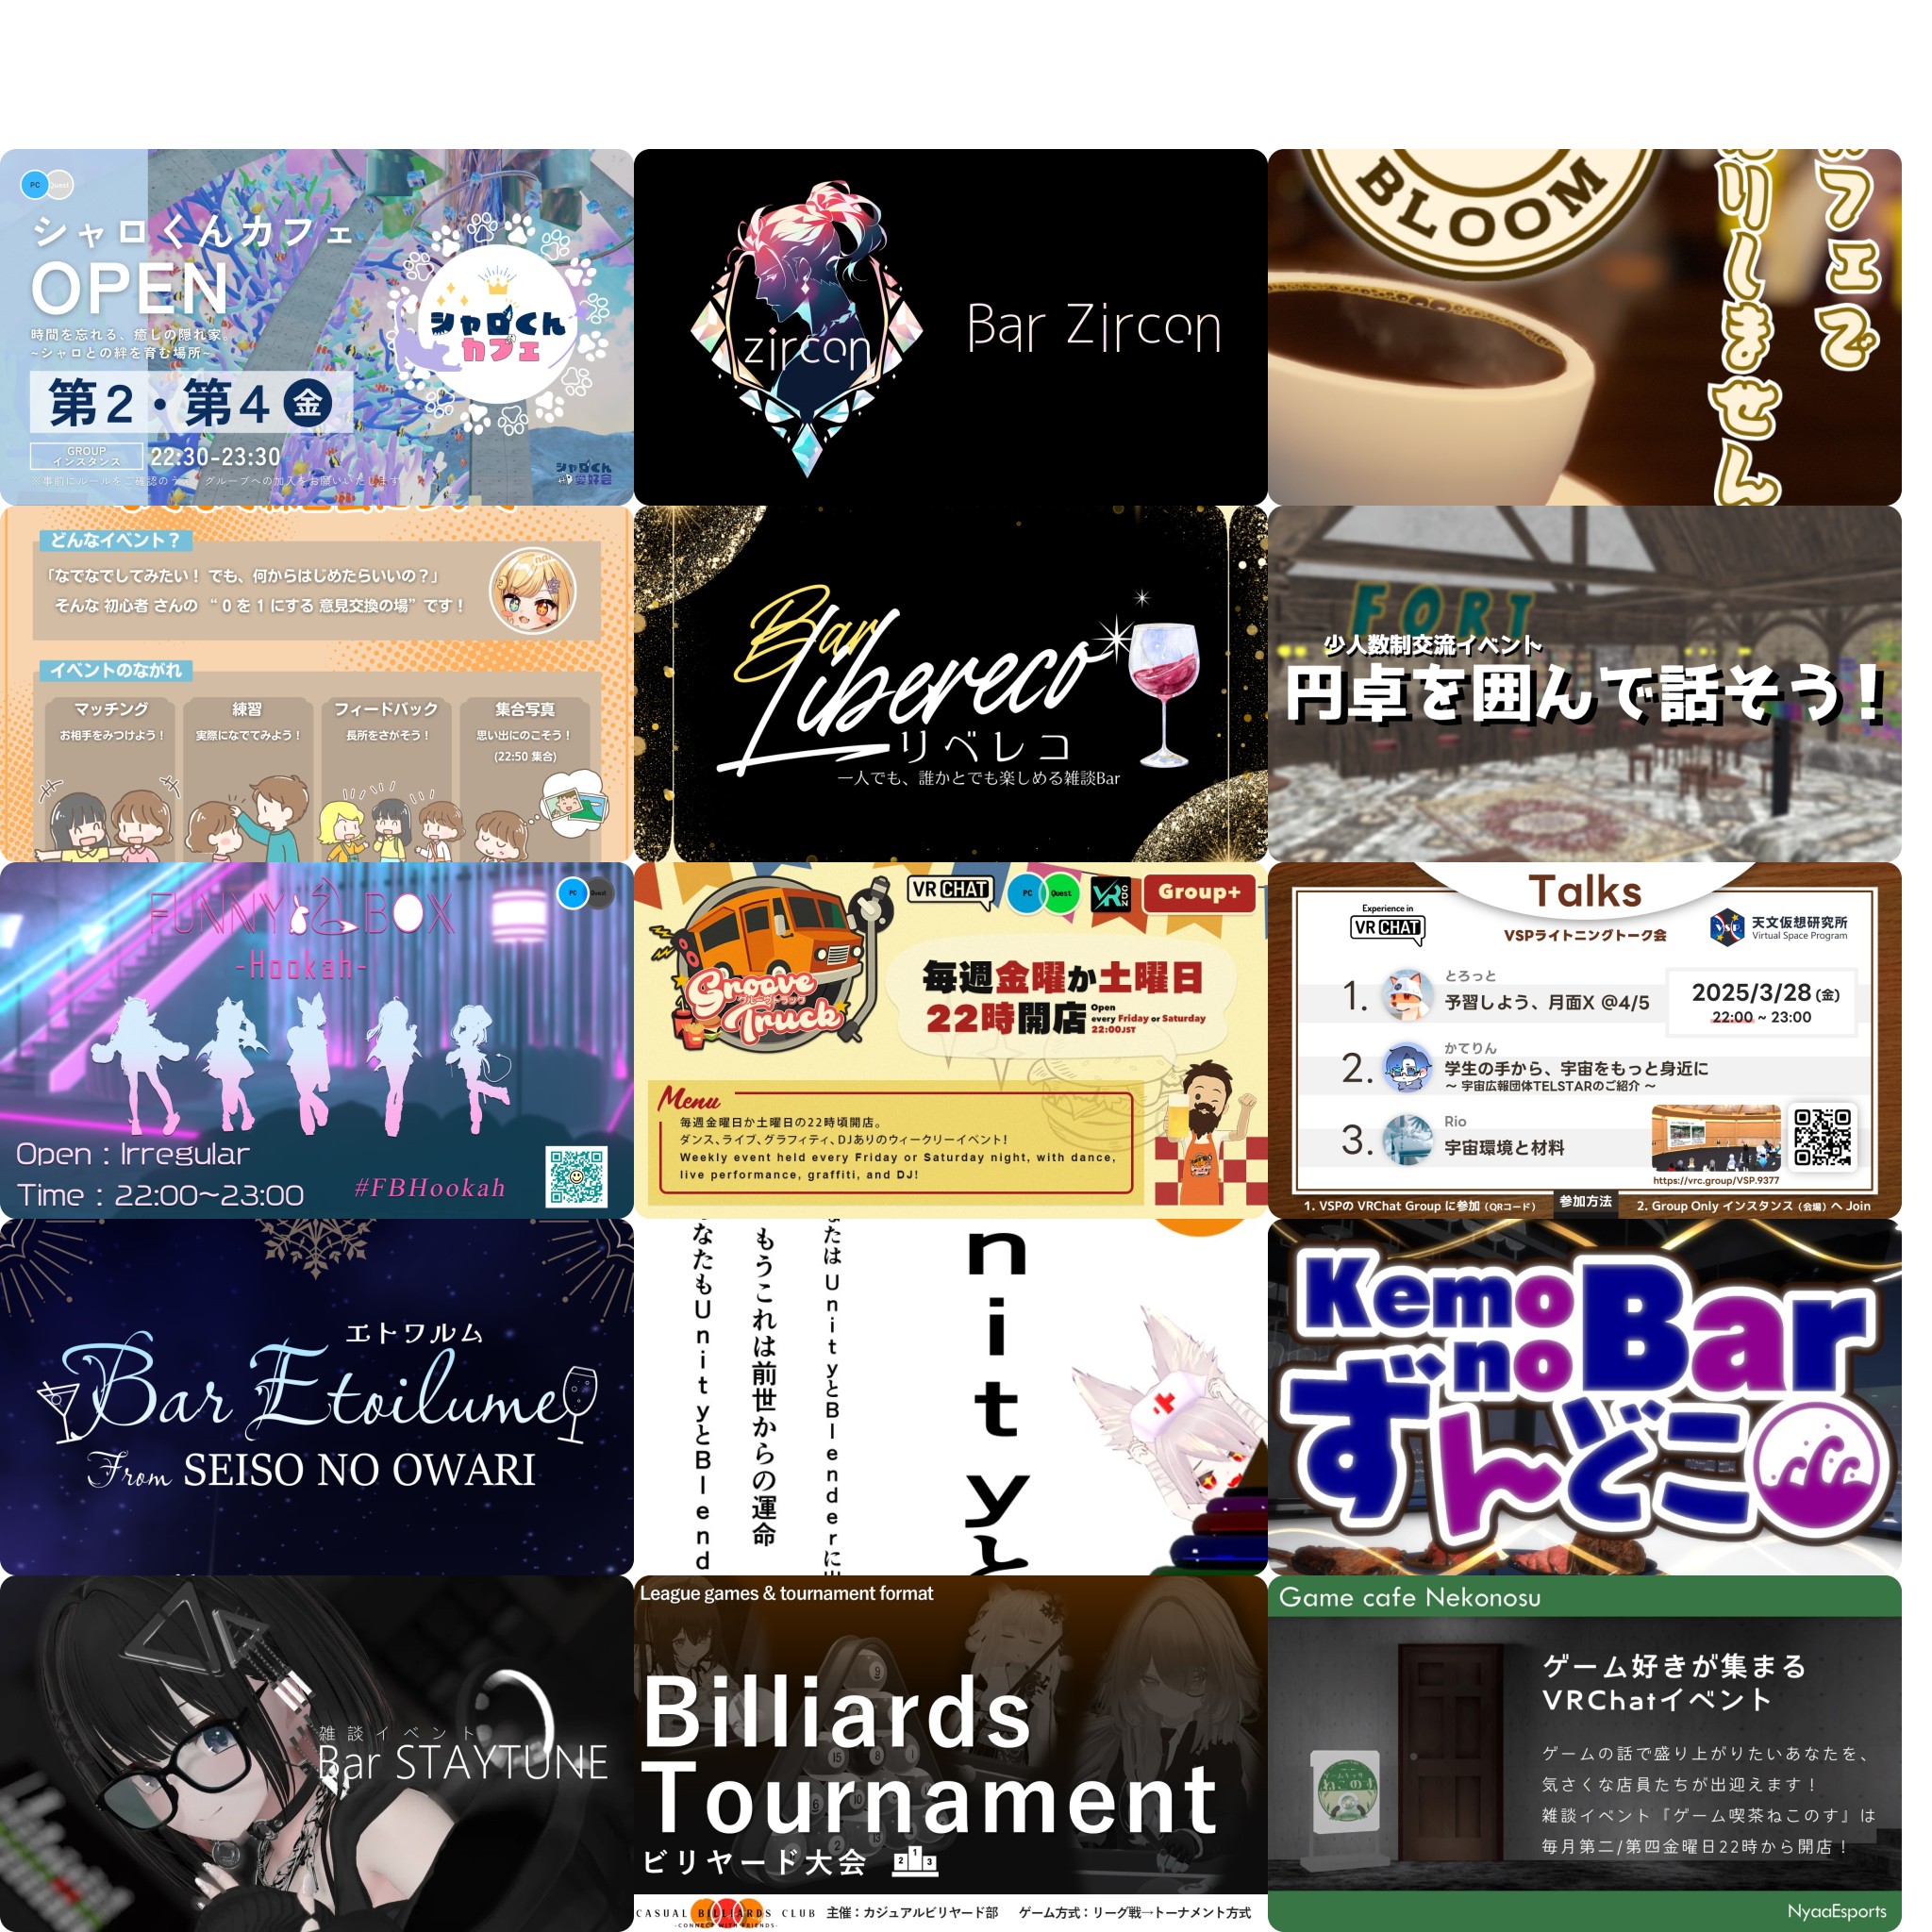 PC
Quest
シャロくんカフェ
OPEN
時間を忘れる、癒しの隠れ家。
~シャロとの絆を育む場所~
第2・第4 金
GROUP
インスタンス
22:30-23:30
※事前にルールをご確認のうえ、グループへの加入をお願いいたします
シャロくん
カフェ
シャロくん
愛好会
zircon
Bar Zircon
BLOOM
フェで
りしません
どんなイベント？
「なでなでしてみたい！ でも、何からはじめたらいいの？」
そんな 初心者 さんの “ 0 を 1 にする 意見交換の場” です！
イベントのながれ
マッチング
お相手をみつけよう！
練習
実際になでてみよう！
フィードバック
長所をさがそう！
集合写真
思い出にのこそう！
(22:50 集合)
Bar
Libereco
リベレコ
一人でも、誰かとでも楽しめる雑談Bar
FORT
少人数制交流イベント
円卓を囲んで話そう！
FUNNY BOX
-Hookah-
PC
Quest
Open : Irregular
Time : 22:00~23:00
#FBHookah
Groove
グルーヴトラック
Truck
VRCHAT
PC
Quest
Group+
毎週金曜か土曜日
22時開店
Open
every Friday or Saturday
22:00JST
Menu
毎週金曜日か土曜日の22時頃開店。
ダンス、ライブ、グラフィティ、DJありのウィークリーイベント!
Weekly event held every Friday or Saturday night, with dance,
live performance, graffiti, and DJ!
Talks
VSPライトニングトーク会
Experience in
VRCHAT
VSP
天文仮想研究所
Virtual Space Program
1.
とろっと
予習しよう、月面X @4/5
2025/3/28 (金)
22:00 ~ 23:00
2.
かてりん
学生の手から、宇宙をもっと身近に
～ 宇宙広報団体TELSTARのご紹介 ～
3.
Rio
宇宙環境と材料
https://vrc.group/VSP.9377
参加方法
1. VSPの VRChat Group に参加（QRコード）
2. Group Only インスタンス（会場）へ Join
エトワルム
Bar Etoilume
From SEISO NO OWARI
nityと
たは UnityとBlenderに
もうこれは前世からの運命
なたもUnityとBlend
Kemo
no
Bar
ずんどこ
雑談イベント
Bar STAYTUNE
League games & tournament format
Billiards
Tournament
ビリヤード大会
CASUAL BILLIARDS CLUB
-CONNECT WITH FRIENDS-
主催：カジュアルビリヤード部
ゲーム方式：リーグ戦→トーナメント方式
Game cafe Nekonosu
ゲーム好きが集まる
VRChatイベント
ゲームの話で盛り上がりたいあなたを、
気さくな店員たちが出迎えます！
雑談イベント『ゲーム喫茶ねこのす』は
毎月第二/第四金曜日22時から開店！
ねこのす
NyaaEsports